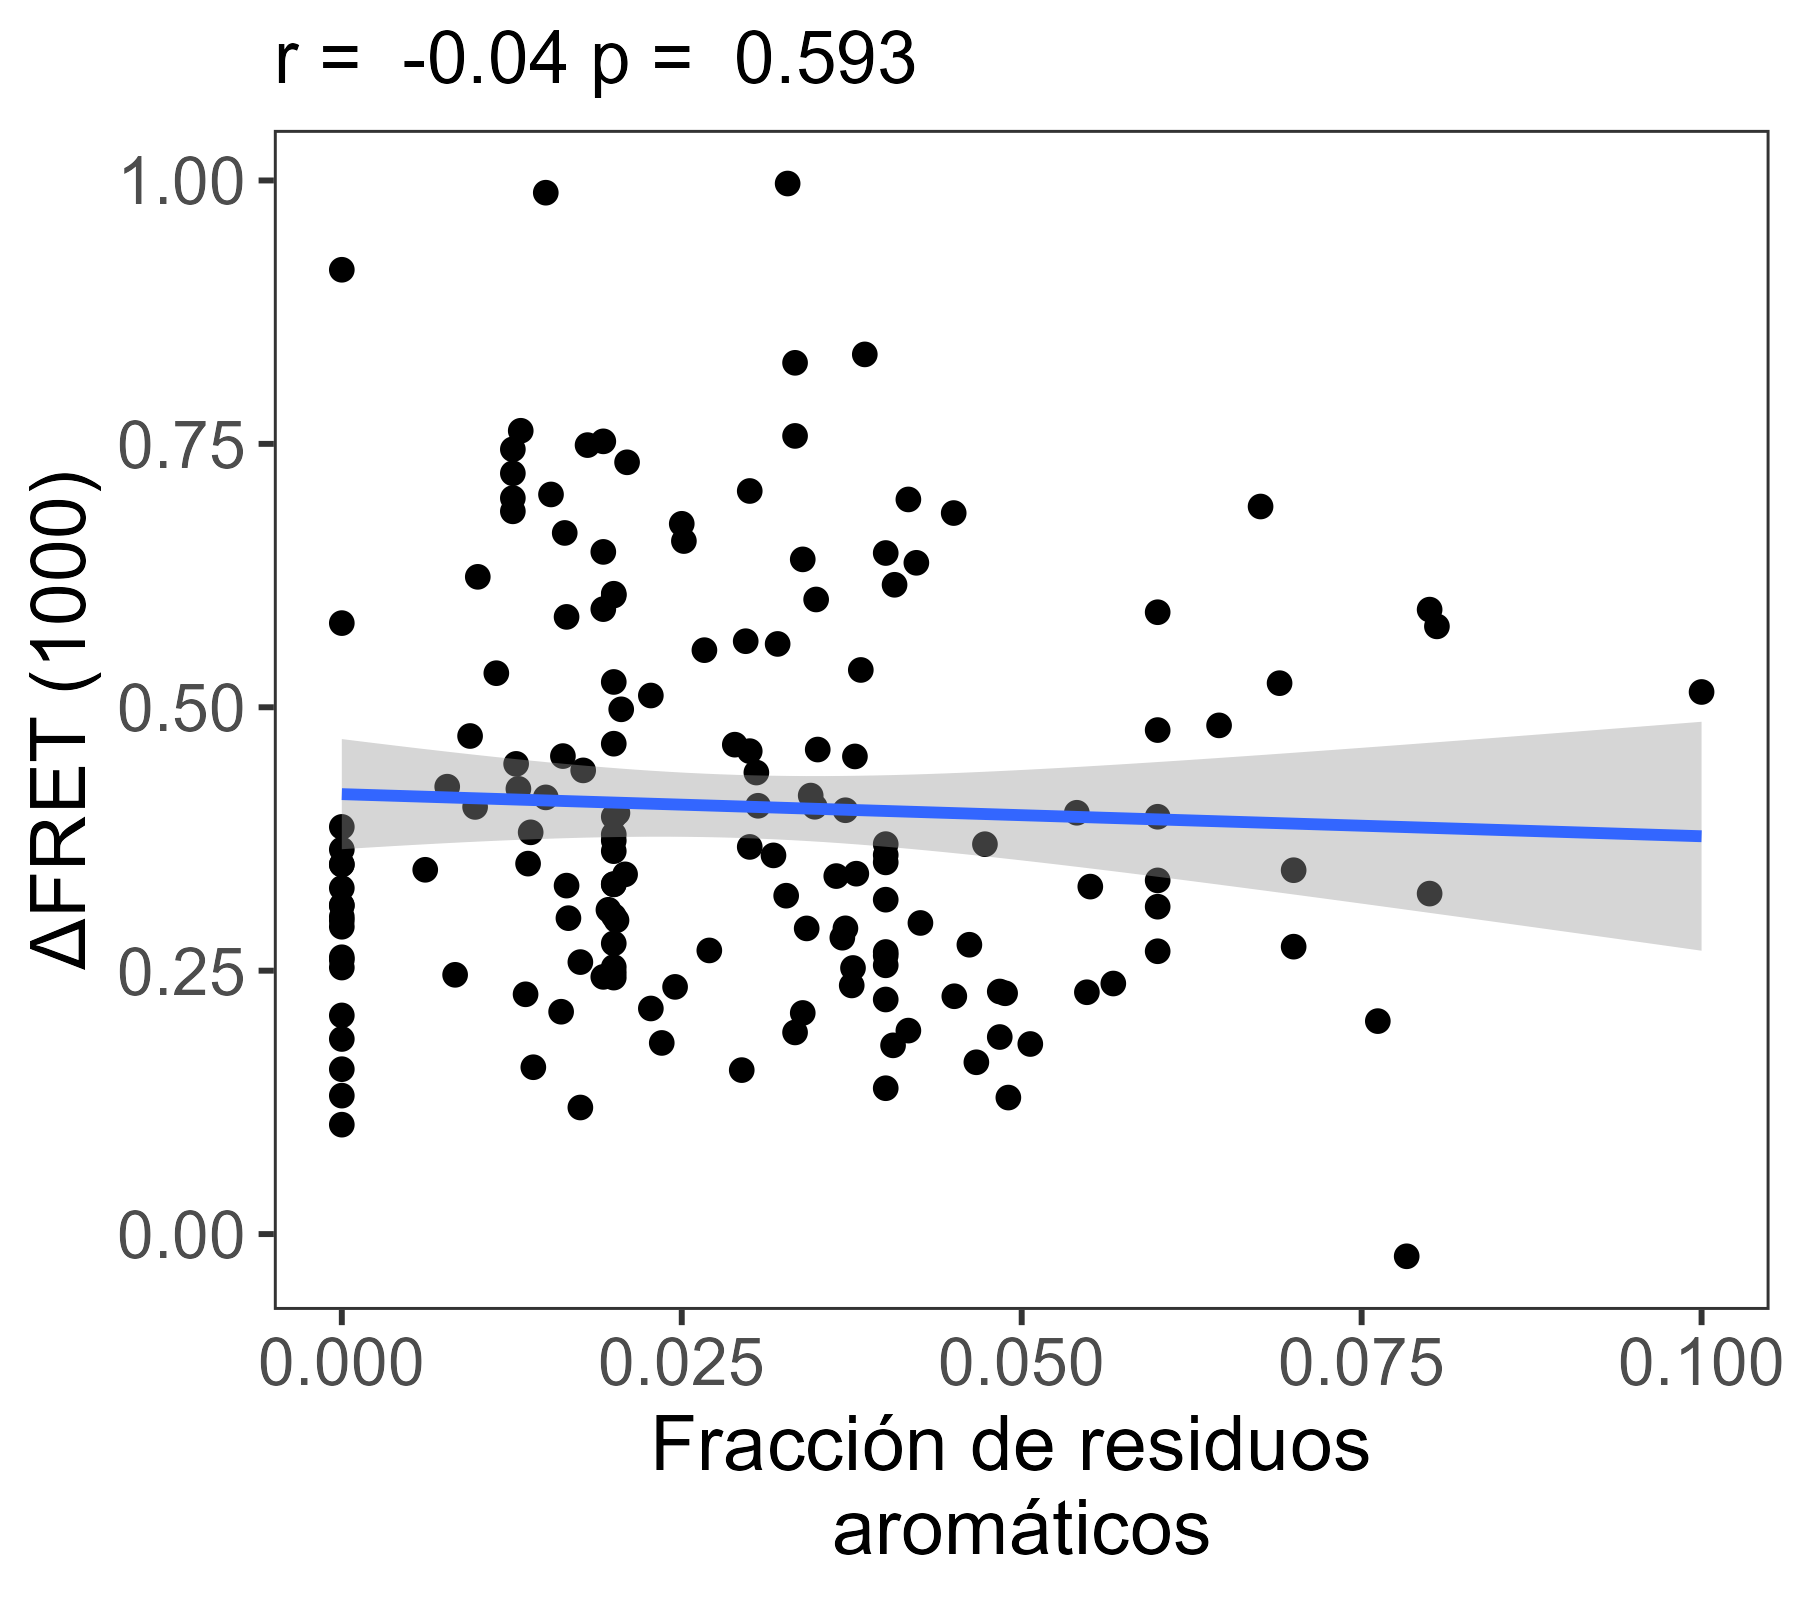 r =  -0.04 p =  0.593
1.00
0.75
0.50
0.25
0.00
ΔFRET (1000)
0.000
0.025
0.050
0.075
0.100
Fracción de residuos
aromáticos